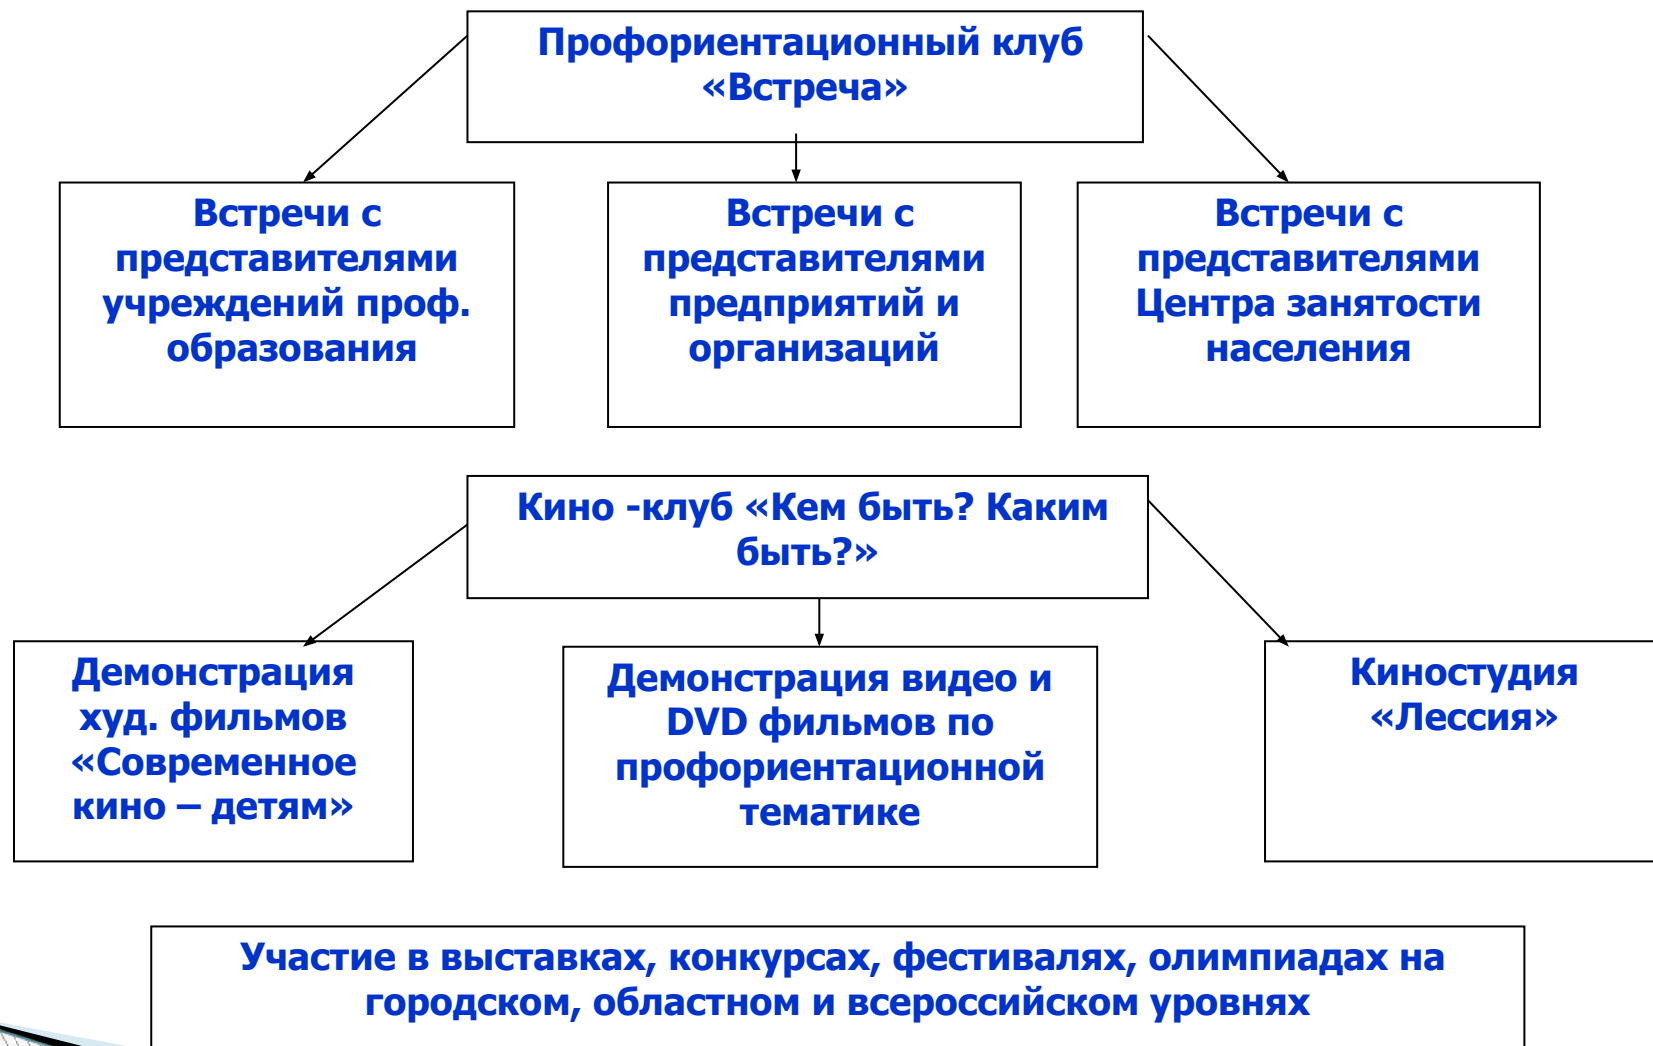 Профориентационный клуб
«Встреча»
Встречи с
представителями
учреждений проф.
образования
Встречи с
представителями
предприятий и
организаций
Встречи с
представителями
Центра занятости
населения
Кино -клуб «Кем быть? Каким
быть?»
Демонстрация
худ. фильмов
«Современное
кино – детям»
Демонстрация видео и
DVD фильмов по
профориентационной
тематике
Киностудия
«Лессия»
Участие в выставках, конкурсах, фестивалях, олимпиадах на
городском, областном и всероссийском уровнях